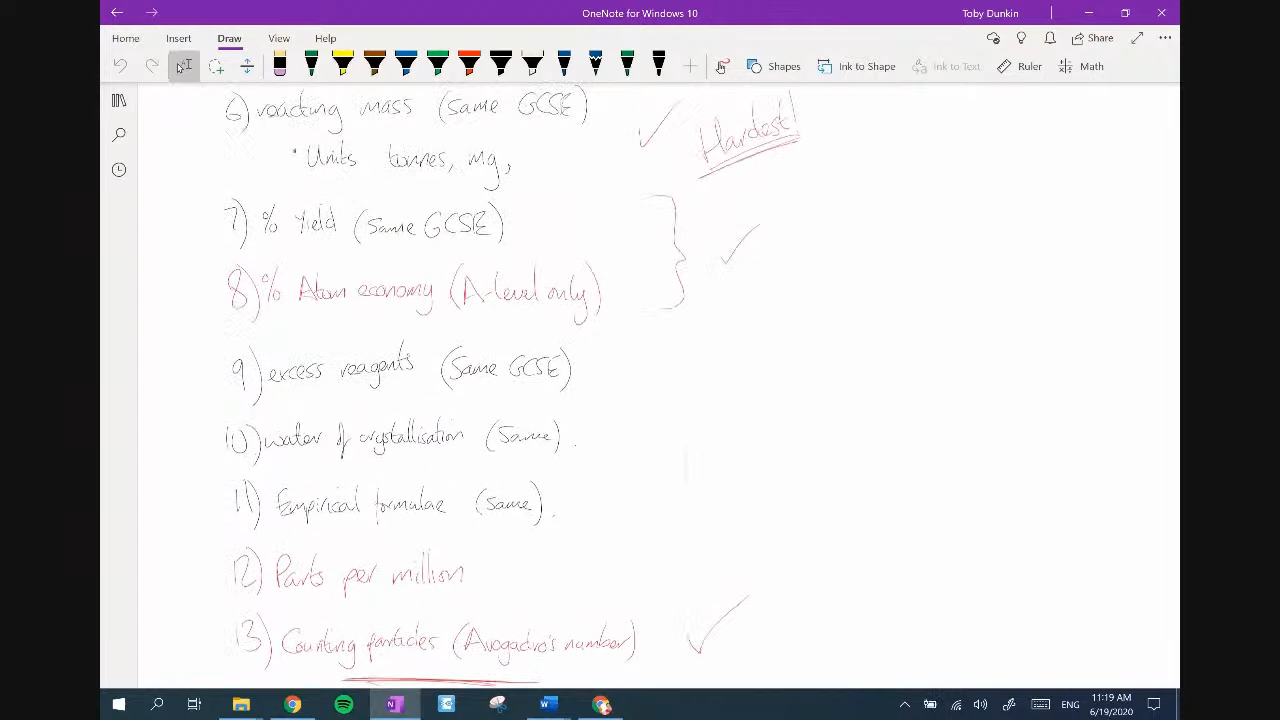 OneNote for Windows 10
Toby Dunkin
Home Insert Draw View Help
Share
Shapes Ink to Shape Ink to Text Ruler Math
6) reacting mass (same GCSE)
Hardest!
• Units tonnes, mg,
7) % Yield (same GCSE)
8) % Atom economy (A-level only)
9) excess reagents (same GCSE)
10) water of crystallisation (same).
11) Empirical formulae (same).
12) Parts per million
13) Counting particles (Avogadro's number)
11:19 AM
ENG
6/19/2020